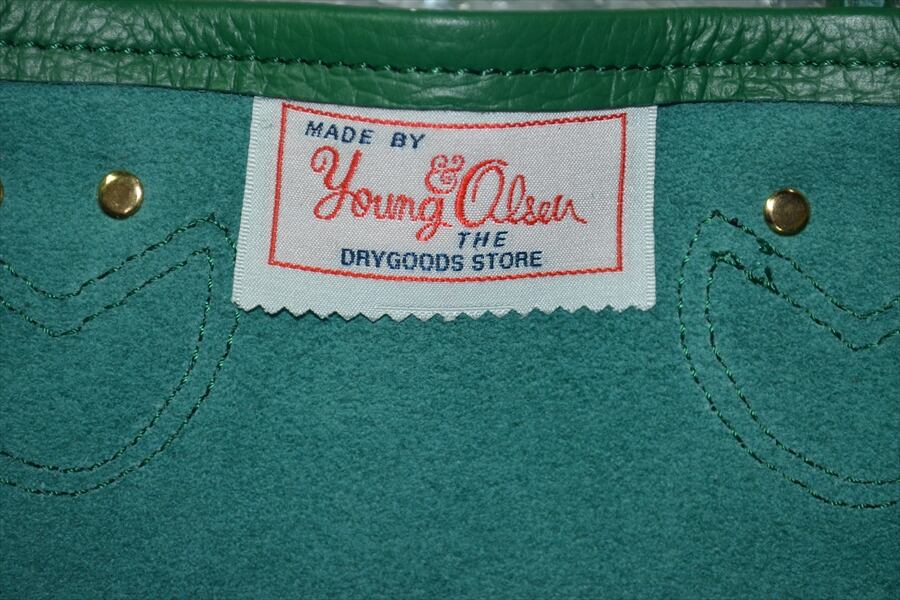 MADE BY
Young & Olsen
THE
DRYGOODS STORE